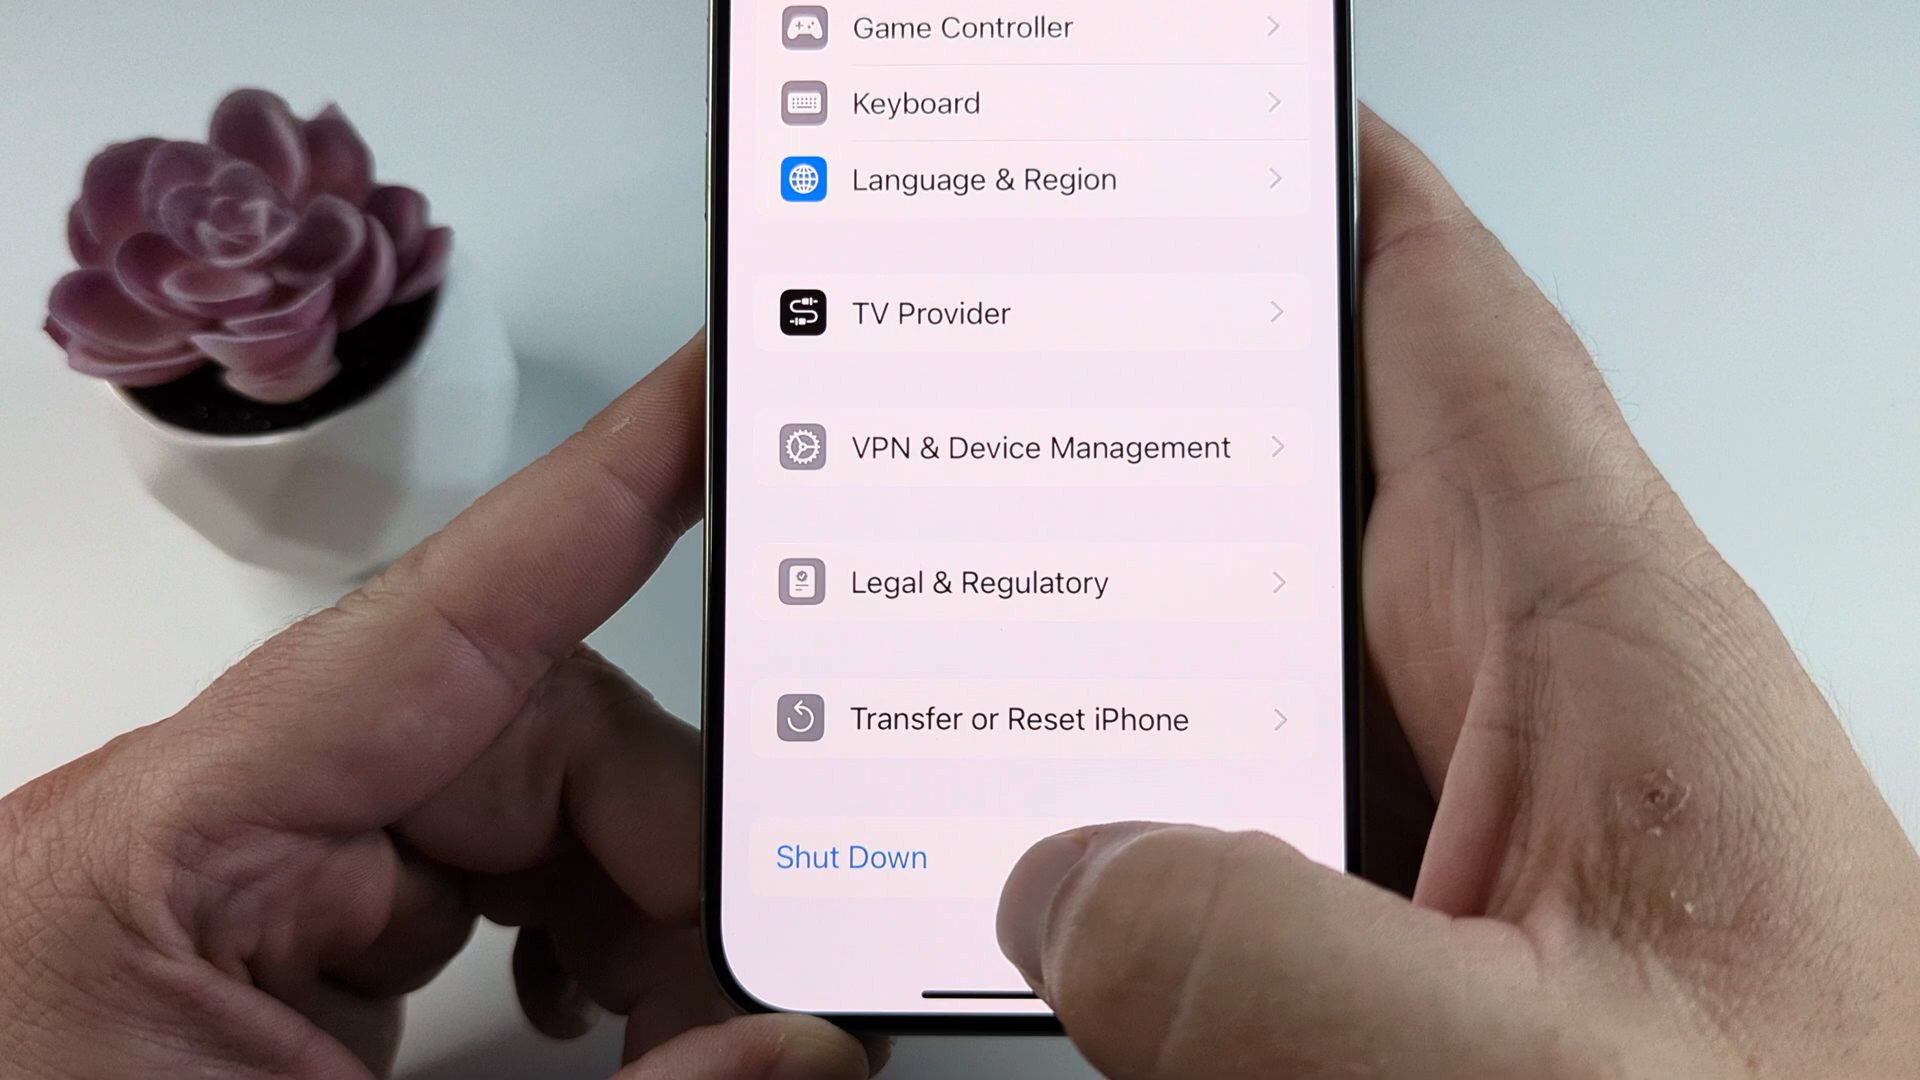 Game Controller
Keyboard
Language & Region
TV Provider
VPN & Device Management
Legal & Regulatory
Transfer or Reset iPhone
Shut Down